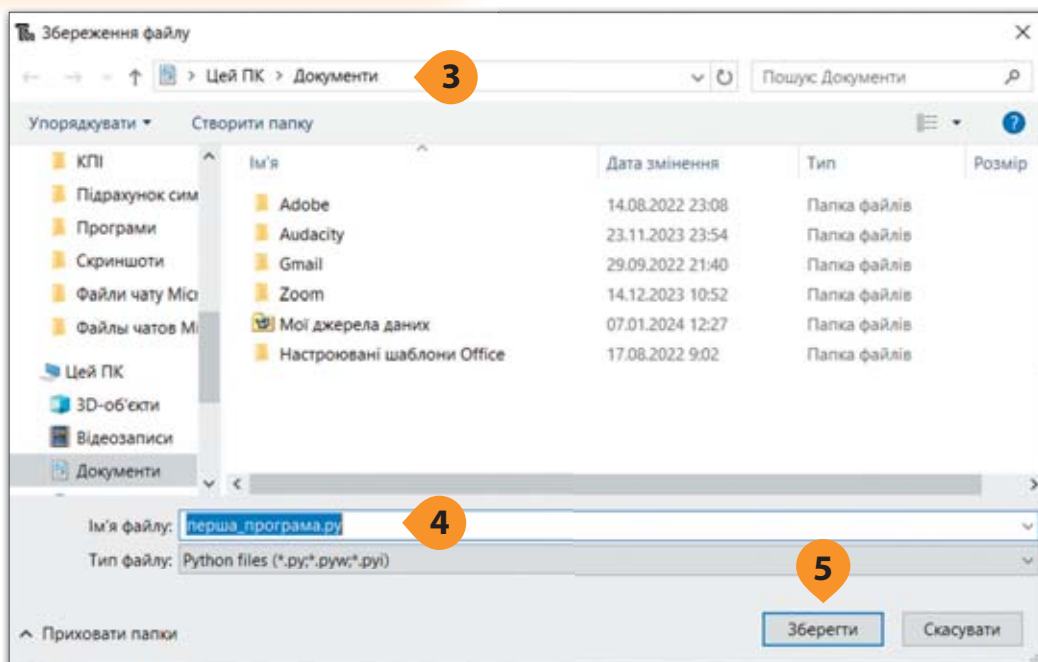 Збереження файлу
Цей ПК > Документи
3
Пошук: Документи
Упорядкувати
Створити папку
Ім'я
Дата змінення
Тип
Розмір
КПІ
Підрахунок сим
Програми
Скриншоти
Файли чату Micr
Файлы чатов Mi
Цей ПК
3D-об'єкти
Відеозаписи
Документи
Adobe 14.08.2022 23:08 Папка файлів
Audacity 23.11.2023 23:54 Папка файлів
Gmail 29.09.2022 21:40 Папка файлів
Zoom 14.12.2023 10:52 Папка файлів
Мої джерела даних 07.01.2024 12:27 Папка файлів
Настроювані шаблони Office 17.08.2022 9:02 Папка файлів
Ім'я файлу: перша_програма.py
4
Тип файлу: Python files (*.py;*.pyw;*.pyi)
5
Приховати папки
Зберегти
Скасувати